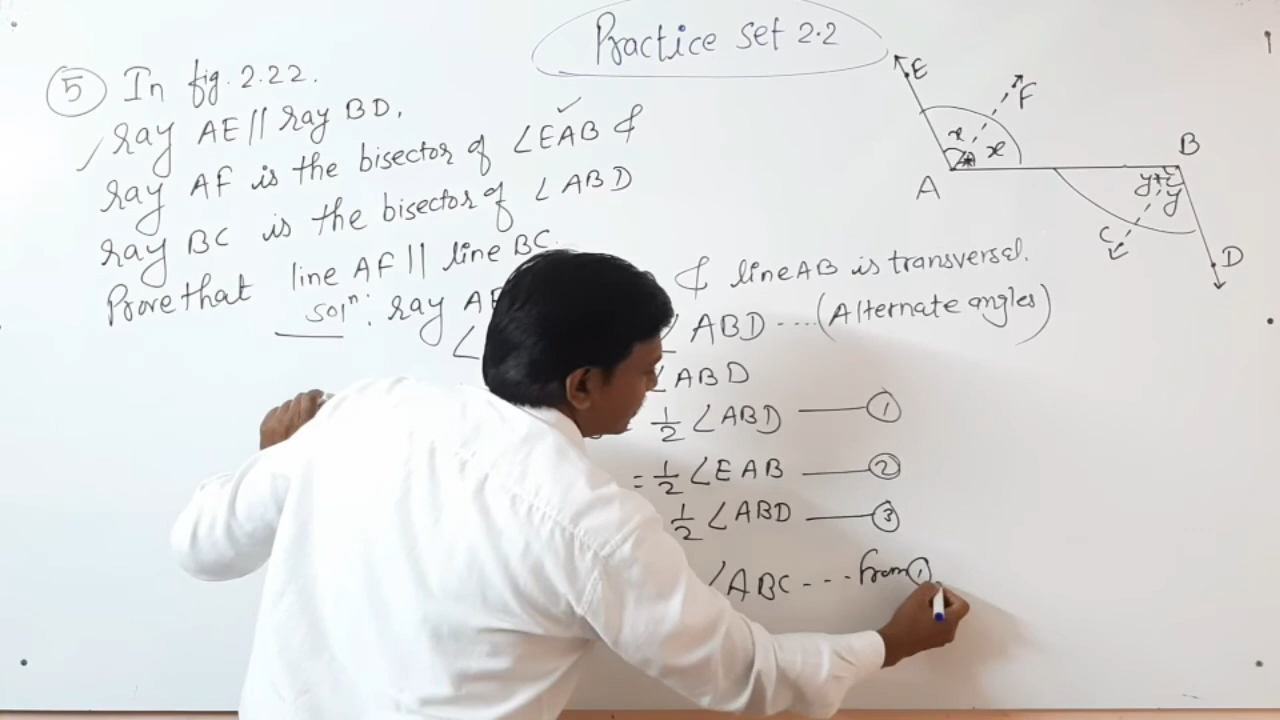 Practice set 2.2
⑤ In fig. 2.22.
ray AE || ray BD.
ray AF is the bisector of ∠EAB &
ray BC is the bisector of ∠ABD
Prove that line AF || line BC.
solⁿ: ray AE & line AB is transversal.
∠ ∠ABD ....(Alternate angles)
∠ABD
1/2 ∠ABD —— ①
= 1/2 ∠EAB —— ②
1/2 ∠ABD —— ③
∠ABC --- from ①
E
F
x
x
A
B
y
y
C
D